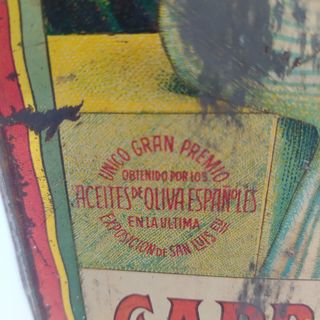 UNICO GRAN PREMIO
OBTENIDO POR LOS
ACEITES DE OLIVA ESPAÑOLES
EN LA ULTIMA
EXPOSICION DE SAN LUIS EU